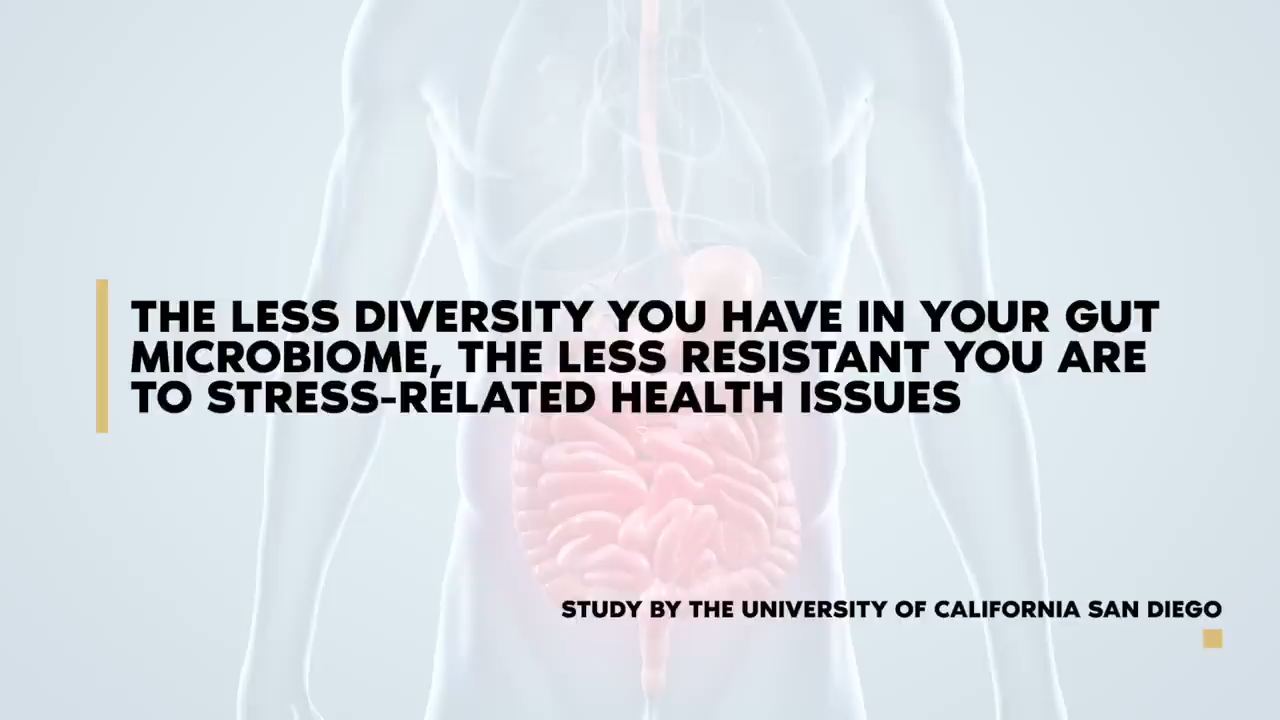 THE LESS DIVERSITY YOU HAVE IN YOUR GUT
MICROBIOME, THE LESS RESISTANT YOU ARE
TO STRESS-RELATED HEALTH ISSUES
STUDY BY THE UNIVERSITY OF CALIFORNIA SAN DIEGO